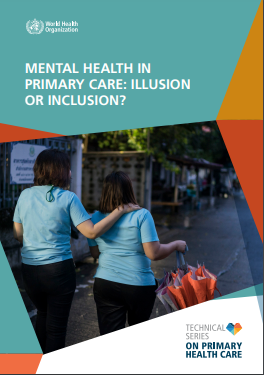 World Health
Organization
MENTAL HEALTH IN
PRIMARY CARE: ILLUSION
OR INCLUSION?
TECHNICAL
SERIES
ON PRIMARY
HEALTH CARE